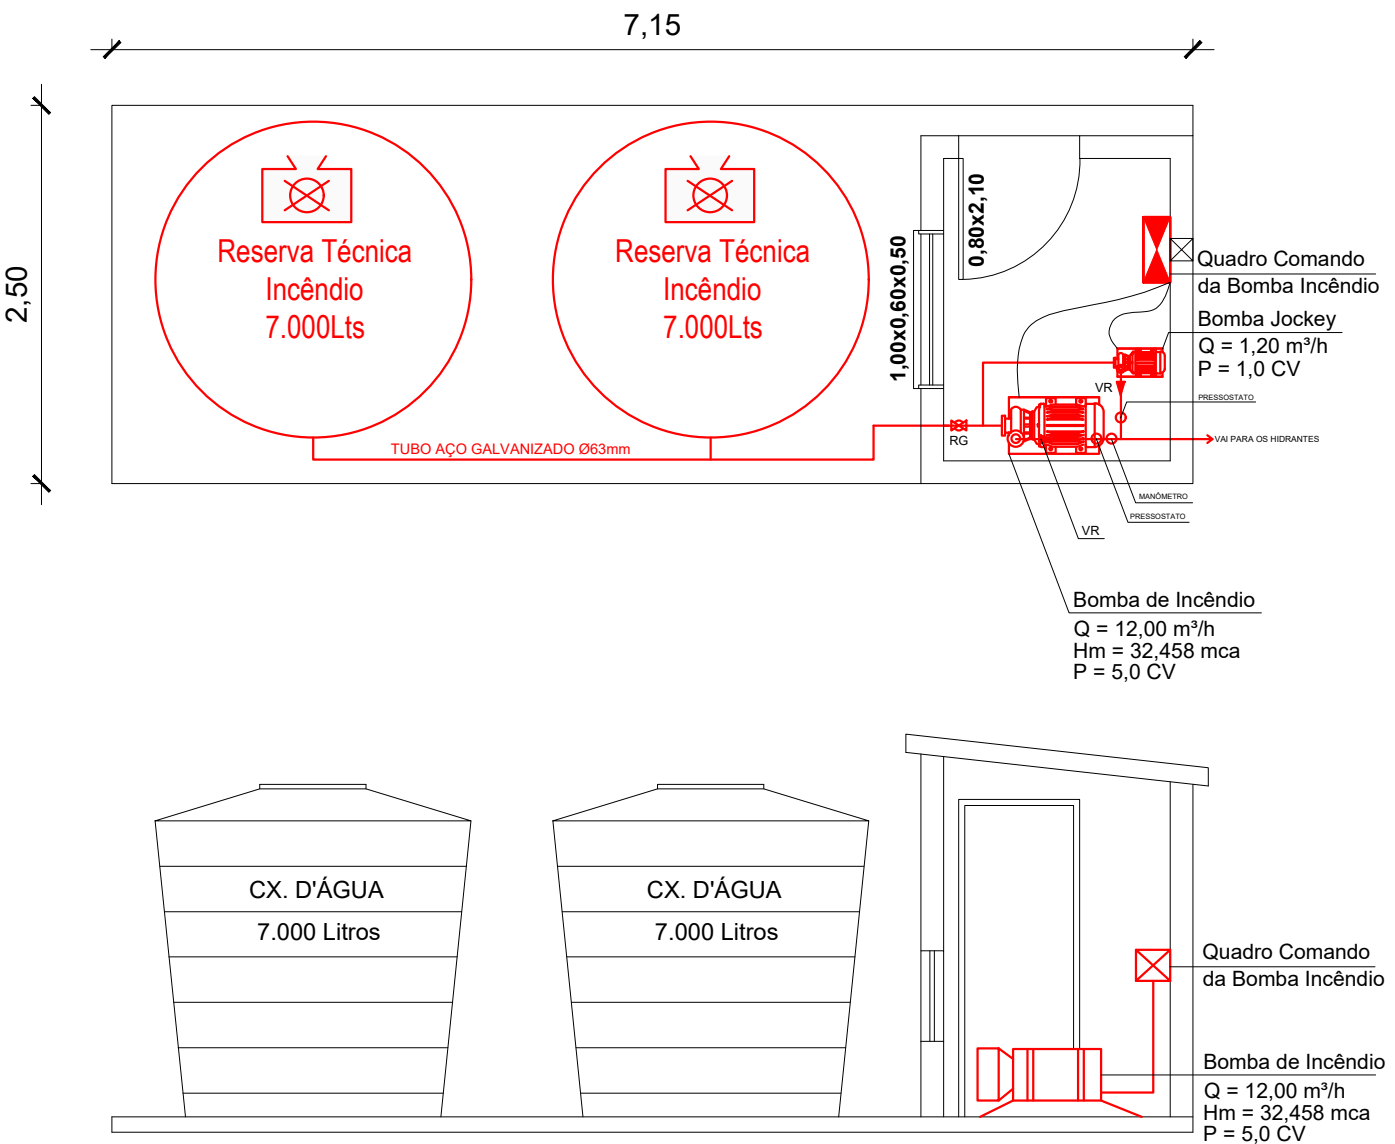 7,15
2,50
Reserva Técnica
Incêndio
7.000Lts
Reserva Técnica
Incêndio
7.000Lts
0,80x2,10
1,00x0,60x0,50
Quadro Comando
da Bomba Incêndio
Bomba Jockey
Q = 1,20 m³/h
P = 1,0 CV
VR
PRESSOSTATO
TUBO AÇO GALVANIZADO Ø63mm
RG
VAI PARA OS HIDRANTES
MANÔMETRO
PRESSOSTATO
VR
Bomba de Incêndio
Q = 12,00 m³/h
Hm = 32,458 mca
P = 5,0 CV
CX. D'ÁGUA
7.000 Litros
CX. D'ÁGUA
7.000 Litros
Quadro Comando
da Bomba Incêndio
Bomba de Incêndio
Q = 12,00 m³/h
Hm = 32,458 mca
P = 5,0 CV